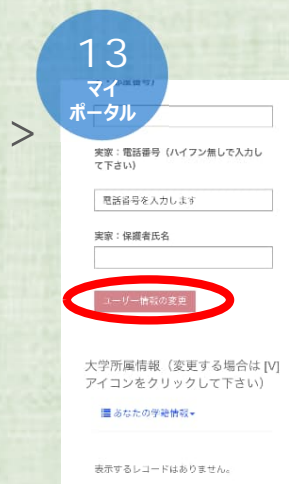 13
マイ
ポータル
番号)
>
実家：電話番号（ハイフン無しで入力し
て下さい）
電話番号を入力します
実家：保護者氏名
ユーザー情報の変更
大学所属情報（変更する場合は [V]
アイコンをクリックして下さい）
あなたの学籍情報
表示するレコードはありません。